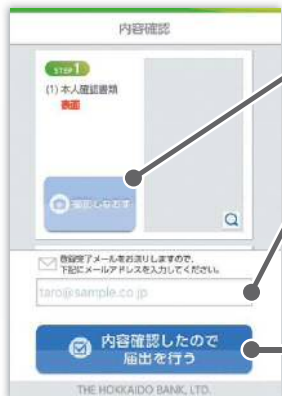 内容確認
STEP 1
(1) 本人確認書類
表面
撮影しなおす
登録完了メールをお送りしますので、
下記にメールアドレスを入力してください。
taro@sample.co.jp
内容確認したので
届出を行う
THE HOKKAIDO BANK, LTD.